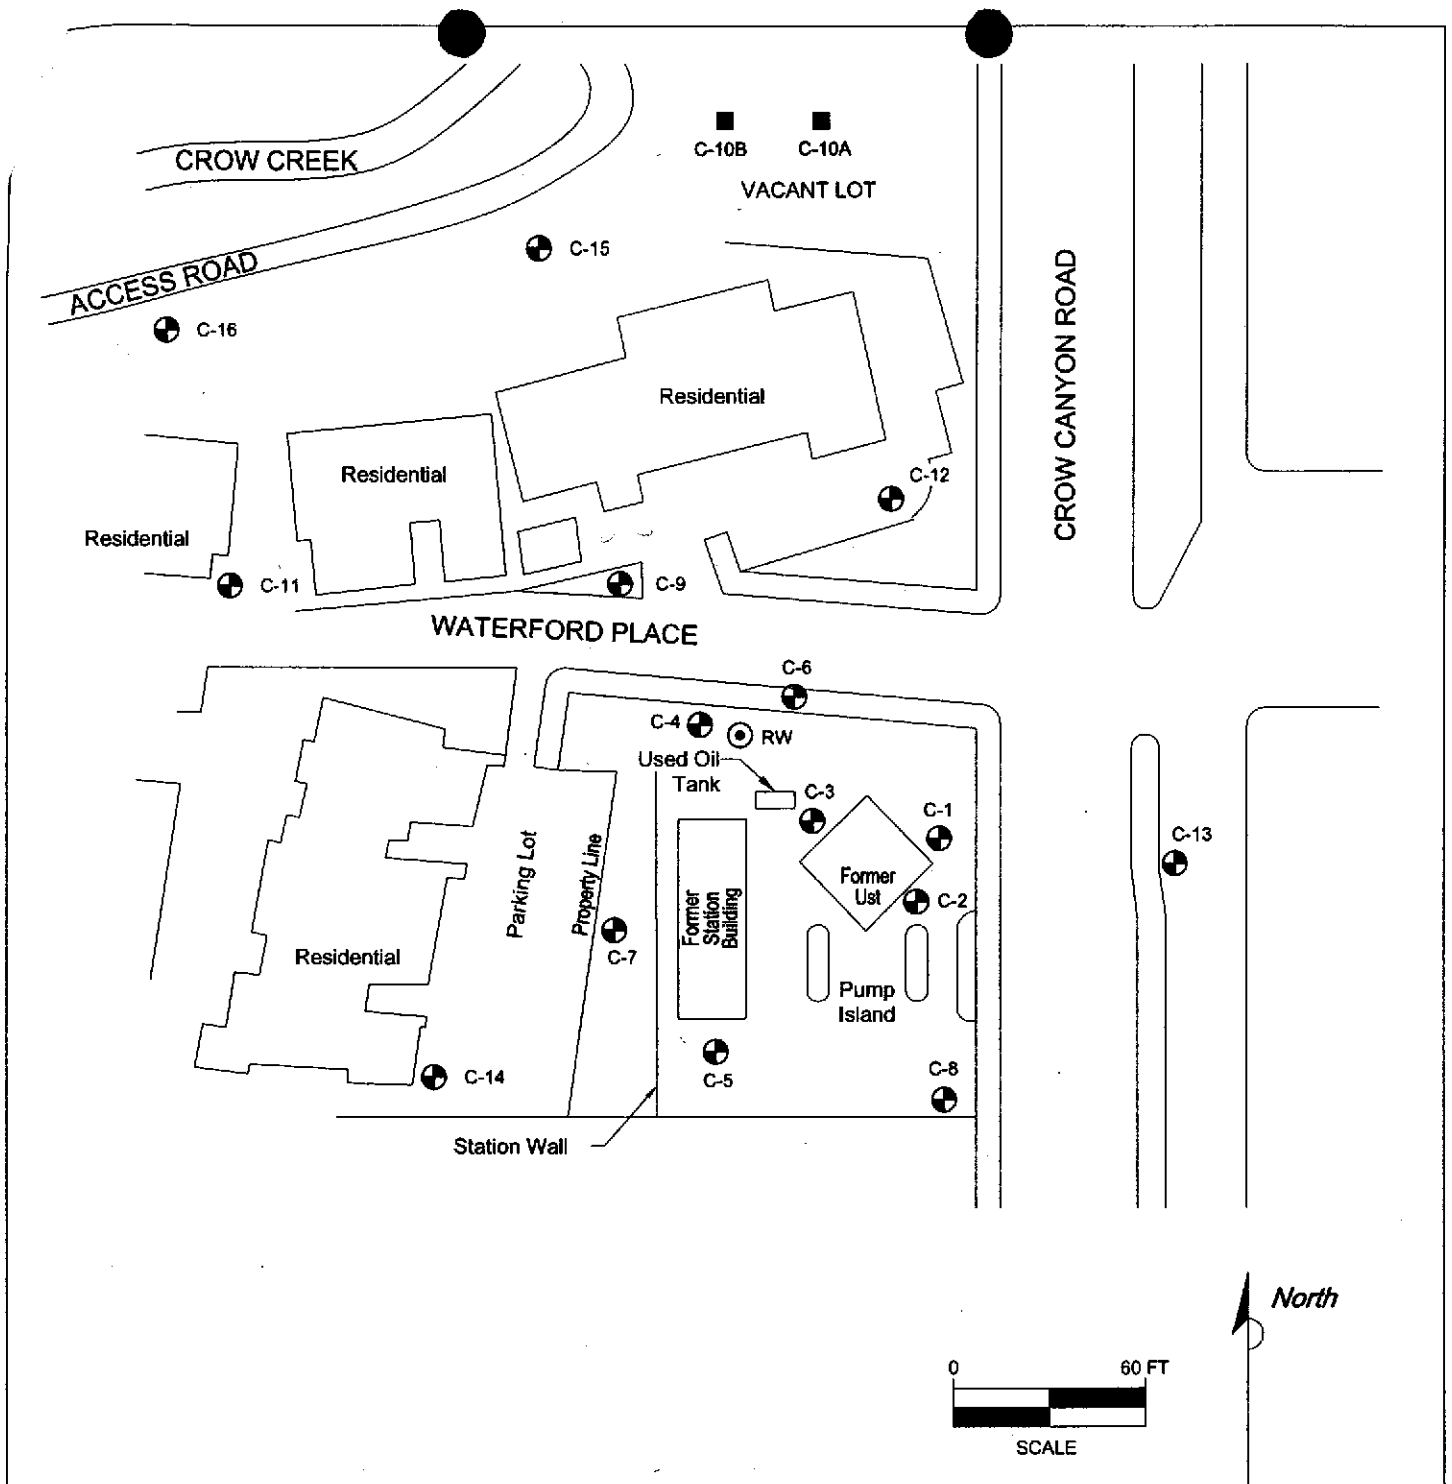 C-10B
C-10A
CROW CREEK
VACANT LOT
C-15
ACCESS ROAD
C-16
CROW CANYON ROAD
Residential
Residential
C-12
Residential
C-11
C-9
WATERFORD PLACE
C-6
C-4
RW
Used Oil
Tank
C-3
C-1
C-13
Parking Lot
Property Line
Former
Station
Building
Former
Ust
C-2
C-7
Residential
Pump
Island
C-5
C-8
C-14
Station Wall
North
0
60 FT
SCALE